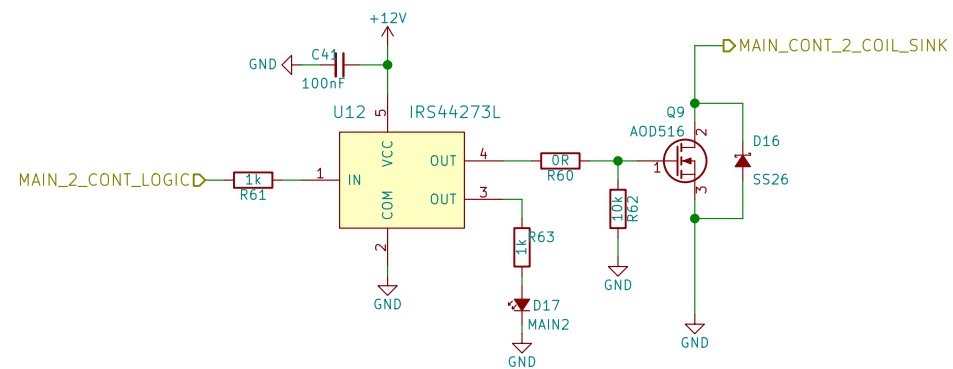 +12V
MAIN_CONT_2_COIL_SINK
C41
GND
100nF
U12
IRS44273L
5
Q9
AOD516
2
VCC
D16
OUT
4
0R
R60
1
MAIN_2_CONT_LOGIC
1k
R61
1
IN
SS26
3
OUT
3
COM
10k
R62
1k
R63
2
GND
GND
D17
MAIN2
GND
GND